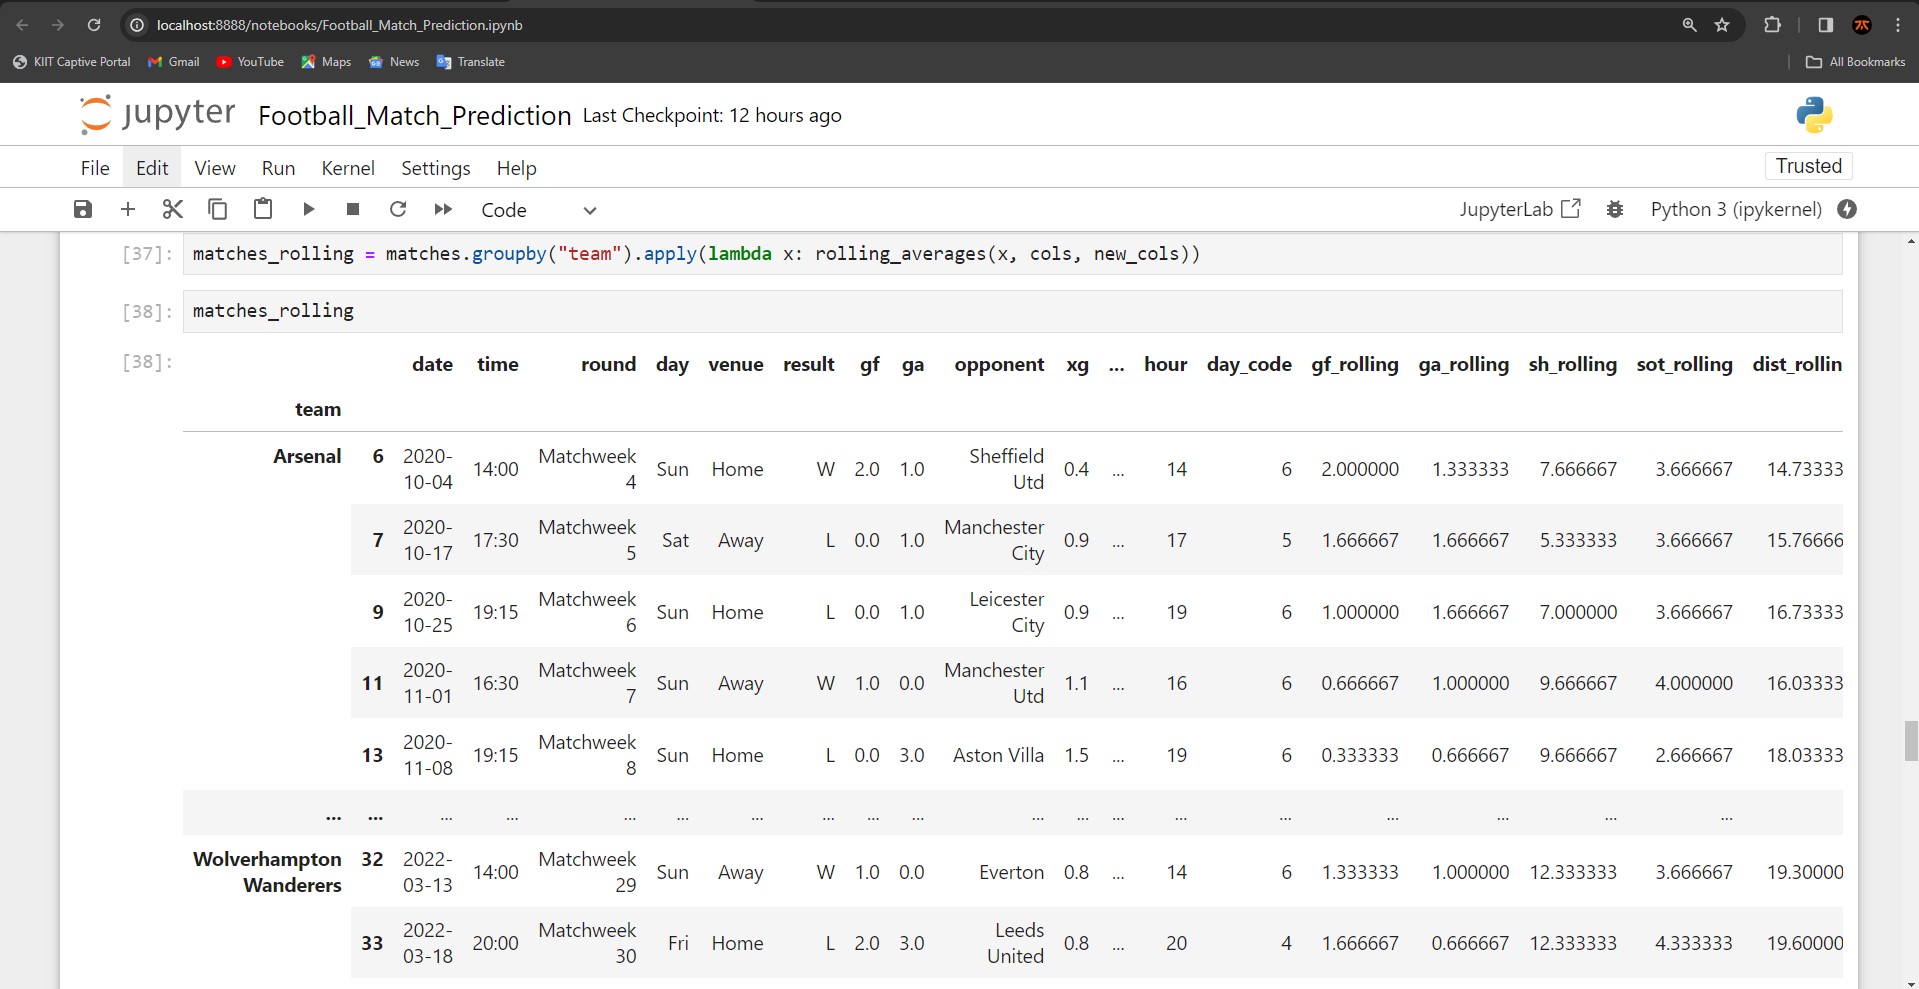 localhost:8888/notebooks/Football_Match_Prediction.ipynb
KIIT Captive Portal Gmail YouTube Maps News Translate All Bookmarks
jupyter Football_Match_Prediction Last Checkpoint: 12 hours ago
File Edit View Run Kernel Settings Help Trusted
Code JupyterLab Python 3 (ipykernel)
[37]: matches_rolling = matches.groupby("team").apply(lambda x: rolling_averages(x, cols, new_cols))
[38]: matches_rolling
[38]: date time round day venue result gf ga opponent xg ... hour day_code gf_rolling ga_rolling sh_rolling sot_rolling dist_rollin
team
Arsenal 6 2020-10-04 14:00 Matchweek 4 Sun Home W 2.0 1.0 Sheffield Utd 0.4 ... 14 6 2.000000 1.333333 7.666667 3.666667 14.73333
7 2020-10-17 17:30 Matchweek 5 Sat Away L 0.0 1.0 Manchester City 0.9 ... 17 5 1.666667 1.666667 5.333333 3.666667 15.76666
9 2020-10-25 19:15 Matchweek 6 Sun Home L 0.0 1.0 Leicester City 0.9 ... 19 6 1.000000 1.666667 7.000000 3.666667 16.73333
11 2020-11-01 16:30 Matchweek 7 Sun Away W 1.0 0.0 Manchester Utd 1.1 ... 16 6 0.666667 1.000000 9.666667 4.000000 16.03333
13 2020-11-08 19:15 Matchweek 8 Sun Home L 0.0 3.0 Aston Villa 1.5 ... 19 6 0.333333 0.666667 9.666667 2.666667 18.03333
... ... ... ... ... ... ... ... ... ... ... ... ... ... ... ... ... ... ...
Wolverhampton Wanderers 32 2022-03-13 14:00 Matchweek 29 Sun Away W 1.0 0.0 Everton 0.8 ... 14 6 1.333333 1.000000 12.333333 3.666667 19.30000
33 2022-03-18 20:00 Matchweek 30 Fri Home L 2.0 3.0 Leeds United 0.8 ... 20 4 1.666667 0.666667 12.333333 4.333333 19.60000